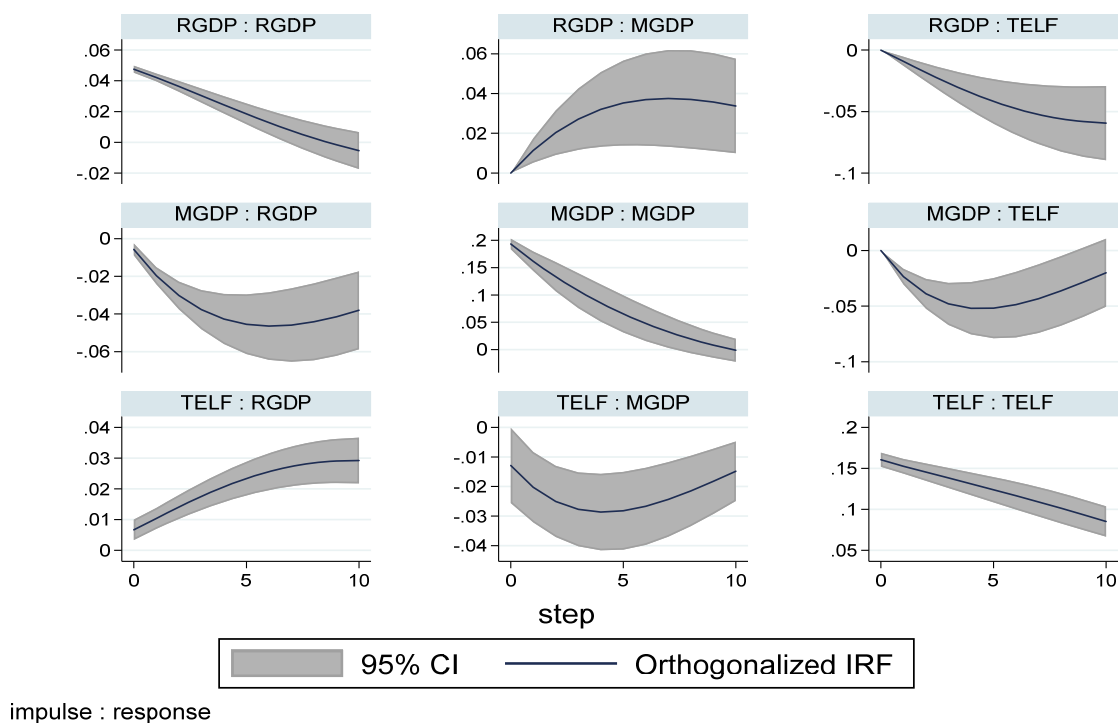 RGDP : RGDP
.06
.04
.02
0
-.02
RGDP : MGDP
.06
.04
.02
0
RGDP : TELF
0
-.05
-.1
MGDP : RGDP
0
-.02
-.04
-.06
MGDP : MGDP
.2
.15
.1
.05
0
MGDP : TELF
0
-.05
-.1
TELF : RGDP
.04
.03
.02
.01
0
0 5 10
TELF : MGDP
0
-.01
-.02
-.03
-.04
0 5 10
TELF : TELF
.2
.15
.1
.05
0 5 10
step
95% CI Orthogonalized IRF
impulse : response